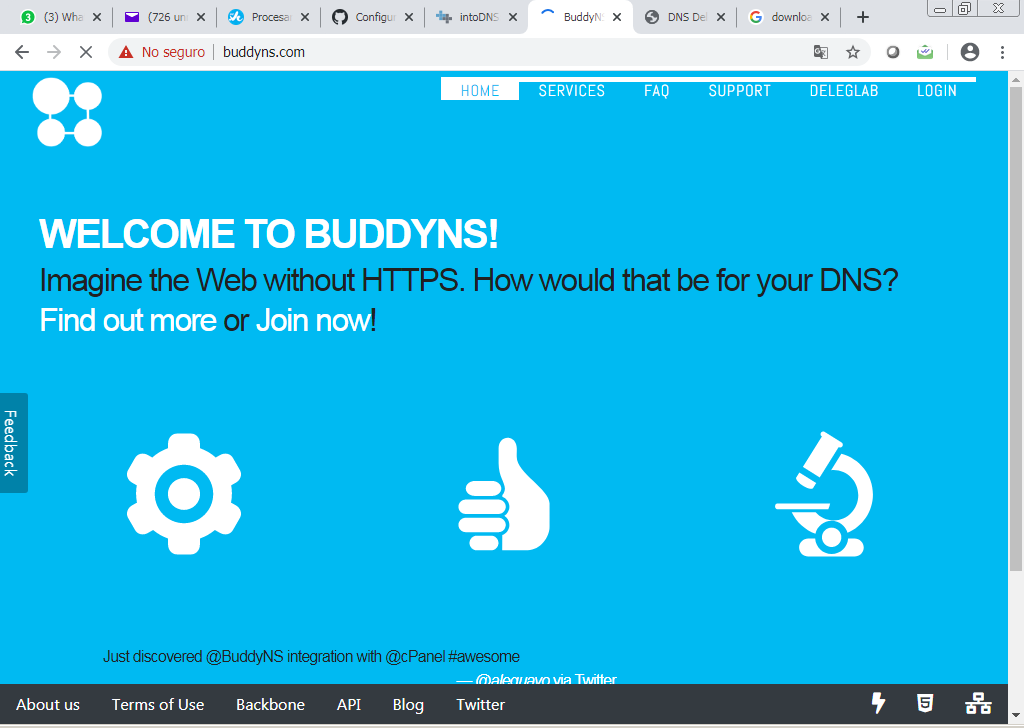 (3) Wha
(726 un
Procesa
Configur
intoDNS
BuddyN
DNS Del
downloa
No seguro
buddyns.com
HOME
SERVICES
FAQ
SUPPORT
DELEGLAB
LOGIN
WELCOME TO BUDDYNS!
Imagine the Web without HTTPS. How would that be for your DNS?
Find out more or Join now!
Feedback
Just discovered @BuddyNS integration with @cPanel #awesome
— @aleguayo via Twitter
About us
Terms of Use
Backbone
API
Blog
Twitter